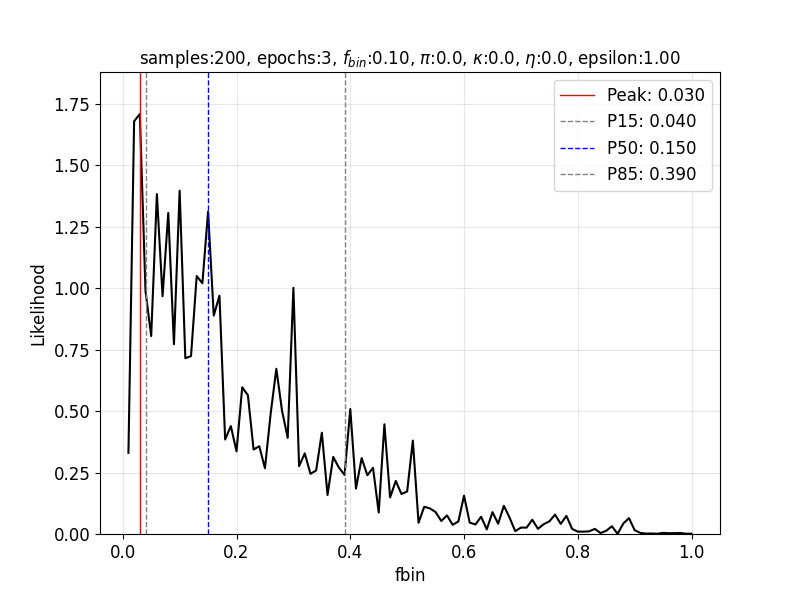 samples:200, epochs:3, f_bin:0.10, π:0.0, κ:0.0, η:0.0, epsilon:1.00
Peak: 0.030
P15: 0.040
P50: 0.150
P85: 0.390
1.75
1.50
1.25
1.00
0.75
0.50
0.25
0.00
Likelihood
0.0 0.2 0.4 0.6 0.8 1.0
fbin